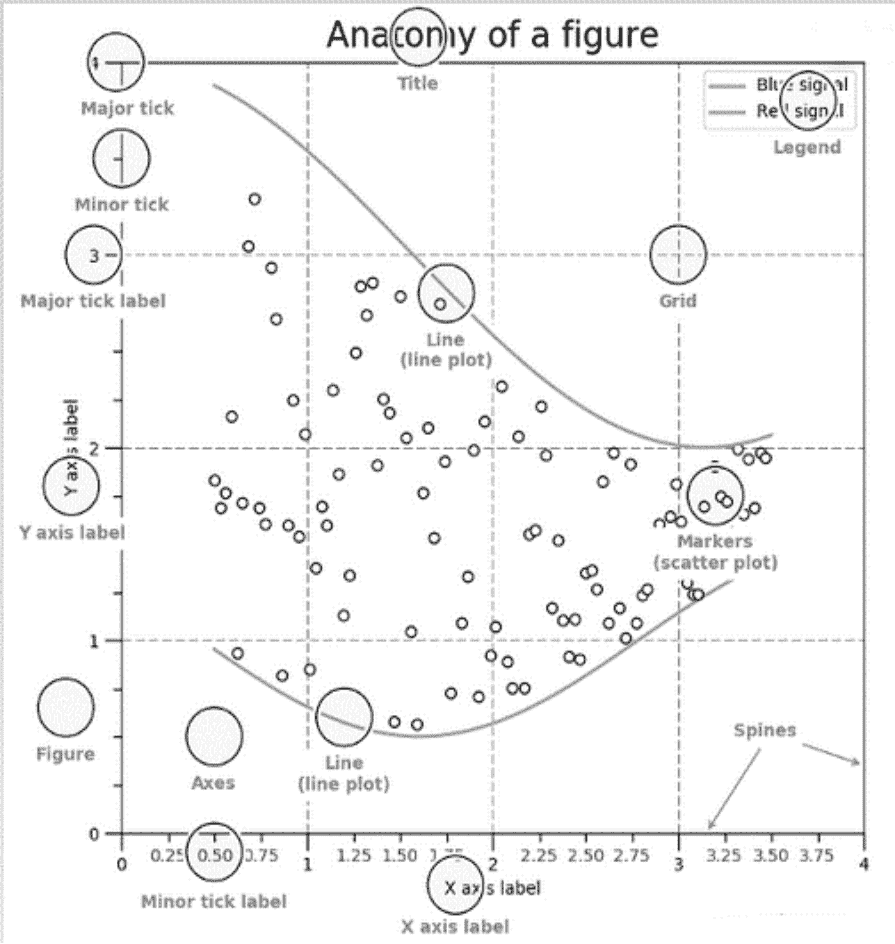 Anatomy of a figure
Title
4
Major tick
Blue signal
Red signal
Legend
Minor tick
3
Major tick label
Grid
Line
(line plot)
2
Y axis label
Y axis label
Markers
(scatter plot)
1
Figure
Axes
Line
(line plot)
Spines
0
0 0.25 0.50 0.75 1 1.25 1.50 1.75 2 2.25 2.50 2.75 3 3.25 3.50 3.75 4
Minor tick label
X axis label
X axis label